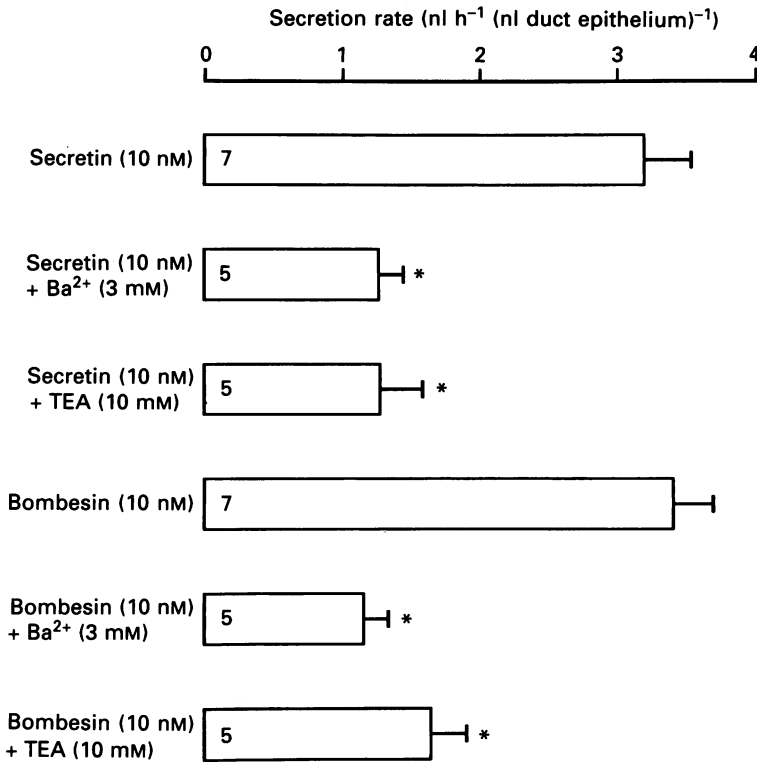 Secretion rate (nl h⁻¹ (nl duct epithelium)⁻¹)
0 1 2 3 4
Secretin (10 nM) 7
Secretin (10 nM)
+ Ba²⁺ (3 mM) 5 *
Secretin (10 nM)
+ TEA (10 mM) 5 *
Bombesin (10 nM) 7
Bombesin (10 nM)
+ Ba²⁺ (3 mM) 5 *
Bombesin (10 nM)
+ TEA (10 mM) 5 *